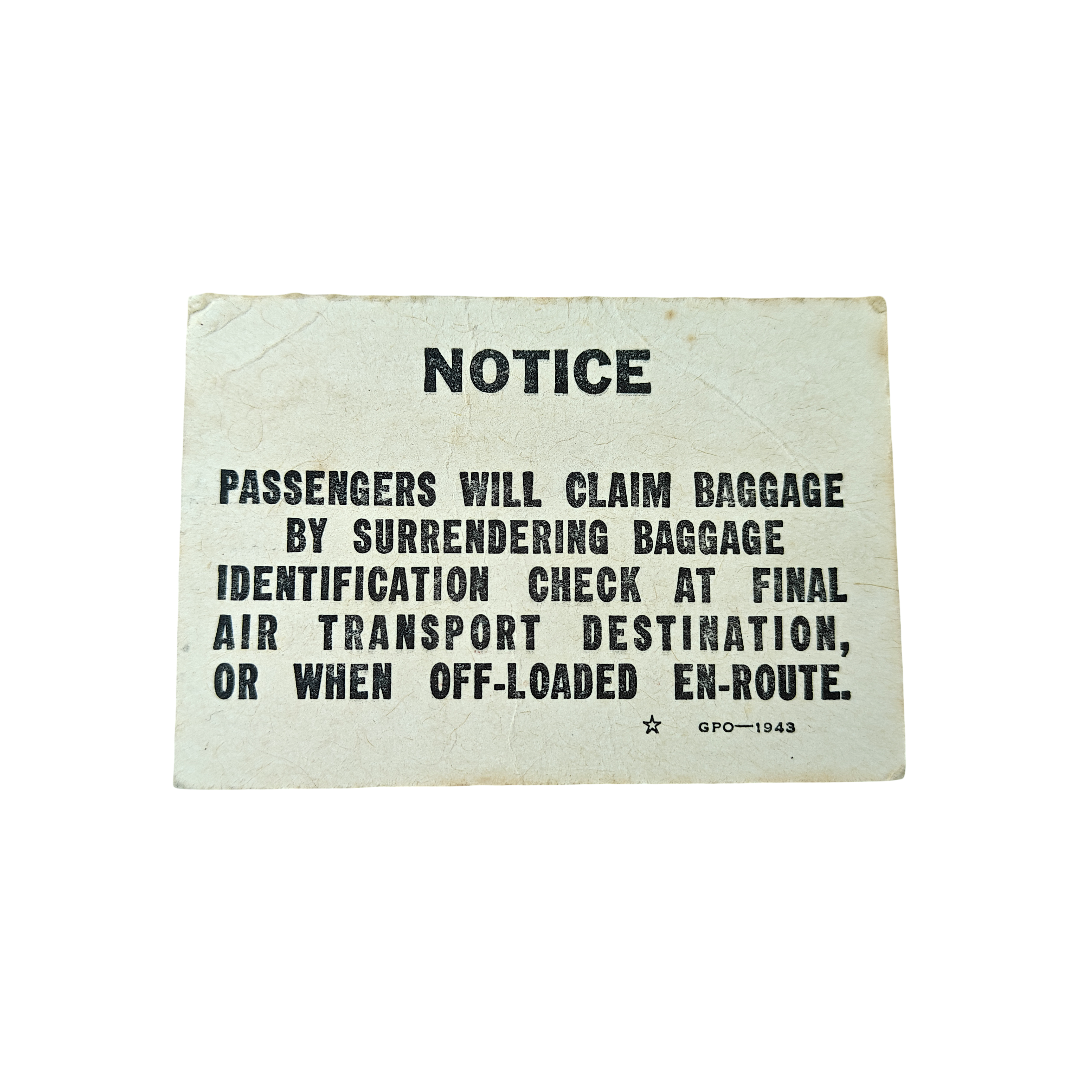 NOTICE
PASSENGERS WILL CLAIM BAGGAGE
BY SURRENDERING BAGGAGE
IDENTIFICATION CHECK AT FINAL
AIR TRANSPORT DESTINATION,
OR WHEN OFF-LOADED EN-ROUTE.
☆ GPO—1943